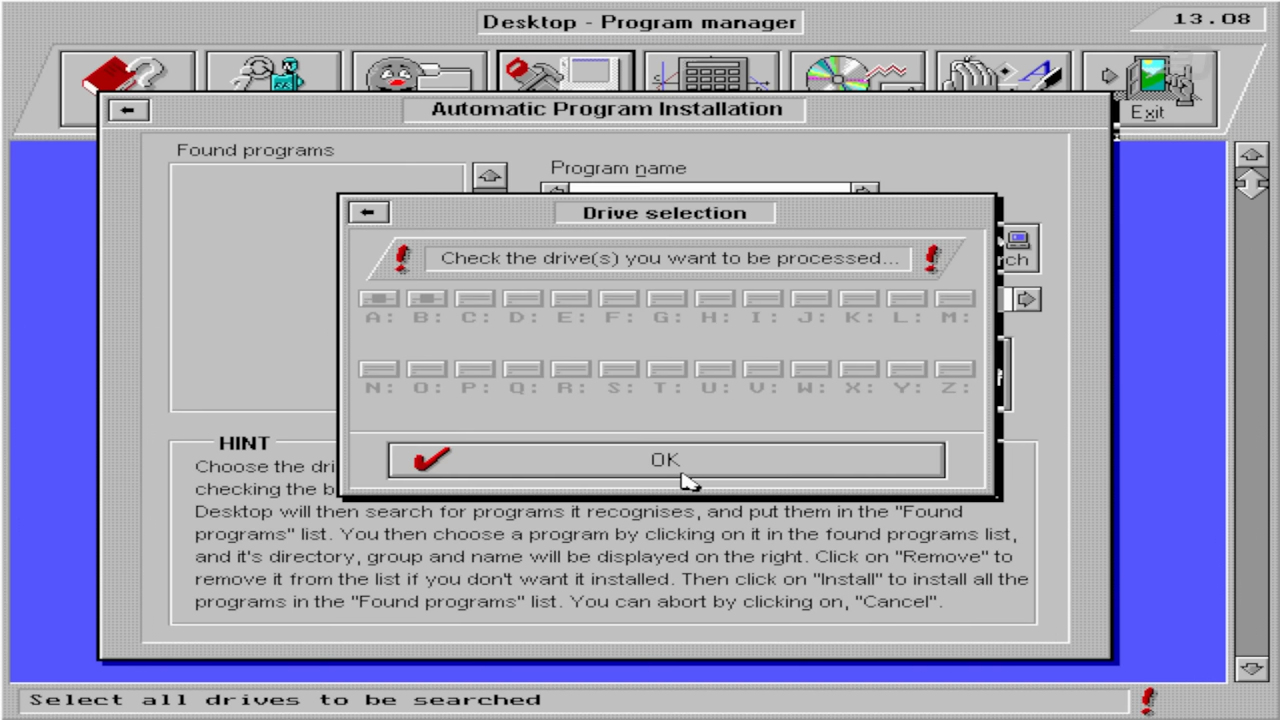 Desktop - Program manager
13.08
Exit
Automatic Program Installation
Found programs
Program name
Drive selection
Check the drive(s) you want to be processed...
rch
A: B: C: D: E: F: G: H: I: J: K: L: M:
N: O: P: Q: R: S: T: U: V: W: X: Y: Z:
OK
HINT
Choose the dri
checking the b
Desktop will then search for programs it recognises, and put them in the "Found
programs" list. You then choose a program by clicking on it in the found programs list,
and it's directory, group and name will be displayed on the right. Click on "Remove" to
remove it from the list if you don't want it installed. Then click on "Install" to install all the
programs in the "Found programs" list. You can abort by clicking on, "Cancel".
Select all drives to be searched